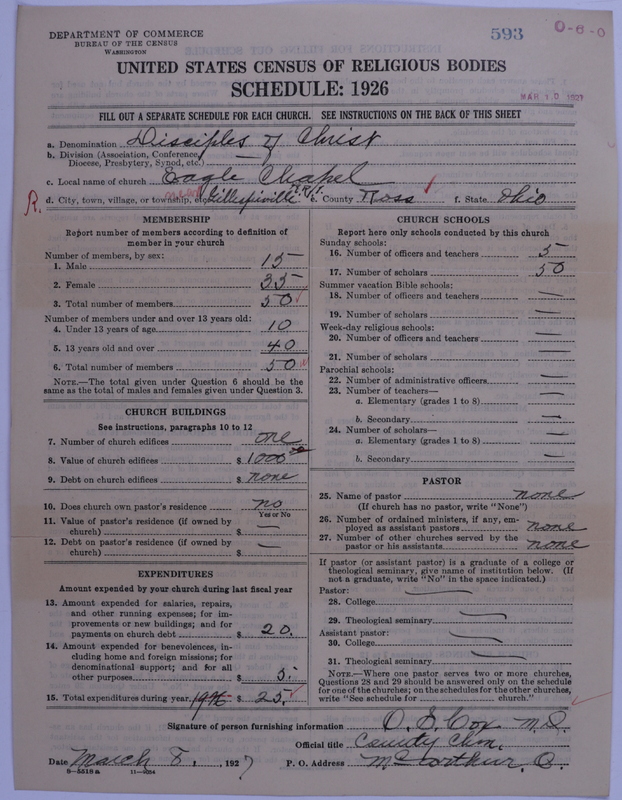 DEPARTMENT OF COMMERCE
BUREAU OF THE CENSUS
WASHINGTON
593
0-6-0
UNITED STATES CENSUS OF RELIGIOUS BODIES
SCHEDULE: 1926
MAR 10 1927
FILL OUT A SEPARATE SCHEDULE FOR EACH CHURCH. SEE INSTRUCTIONS ON THE BACK OF THIS SHEET
a. Denomination Disciples of Christ
b. Division (Association, Conference, Diocese, Presbytery, Synod, etc.) —
c. Local name of church Eagle Chapel
R. d. City, town, village, or township, etc. Gillespieville e. County Ross f. State Ohio
MEMBERSHIP
Report number of members according to definition of member in your church
Number of members, by sex:
1. Male 15
2. Female 35
3. Total number of members 50
Number of members under and over 13 years old:
4. Under 13 years of age 10
5. 13 years old and over 40
6. Total number of members 50
NOTE.—The total given under Question 6 should be the same as the total of males and females given under Question 3.
CHURCH BUILDINGS
See instructions, paragraphs 10 to 12
7. Number of church edifices one
8. Value of church edifices $ 1000
9. Debt on church edifices $ none
10. Does church own pastor's residence no
Yes or No
11. Value of pastor's residence (if owned by church) $ —
12. Debt on pastor's residence (if owned by church) $ —
EXPENDITURES
Amount expended by your church during last fiscal year
13. Amount expended for salaries, repairs, and other running expenses; for improvements or new buildings; and for payments on church debt $ 20.
14. Amount expended for benevolences, including home and foreign missions; for denominational support; and for all other purposes $ 5.
15. Total expenditures during year 1926 $ 25.
CHURCH SCHOOLS
Report here only schools conducted by this church
Sunday schools:
16. Number of officers and teachers 5
17. Number of scholars 50
Summer vacation Bible schools:
18. Number of officers and teachers —
19. Number of scholars —
Week-day religious schools:
20. Number of officers and teachers —
21. Number of scholars —
Parochial schools:
22. Number of administrative officers —
23. Number of teachers—
a. Elementary (grades 1 to 8) —
b. Secondary —
24. Number of scholars—
a. Elementary (grades 1 to 8) —
b. Secondary —
PASTOR
25. Name of pastor none
(If church has no pastor, write "None")
26. Number of ordained ministers, if any, employed as assistant pastors none
27. Number of other churches served by the pastor or his assistants none
If pastor (or assistant pastor) is a graduate of a college or theological seminary, give name of institution below. (If not a graduate, write "No" in the space indicated.)
Pastor:
28. College —
29. Theological seminary —
Assistant pastor:
30. College —
31. Theological seminary —
NOTE.—Where one pastor serves two or more churches, Questions 28 and 29 should be answered only on the schedule for one of the churches; on the schedules for the other churches, write "See schedule for ........ church."
Signature of person furnishing information O. S. Cox M.D.
Official title County Chm.
Date March 8, 1927 P. O. Address McArthur, O.
9—5518 a 11—9054